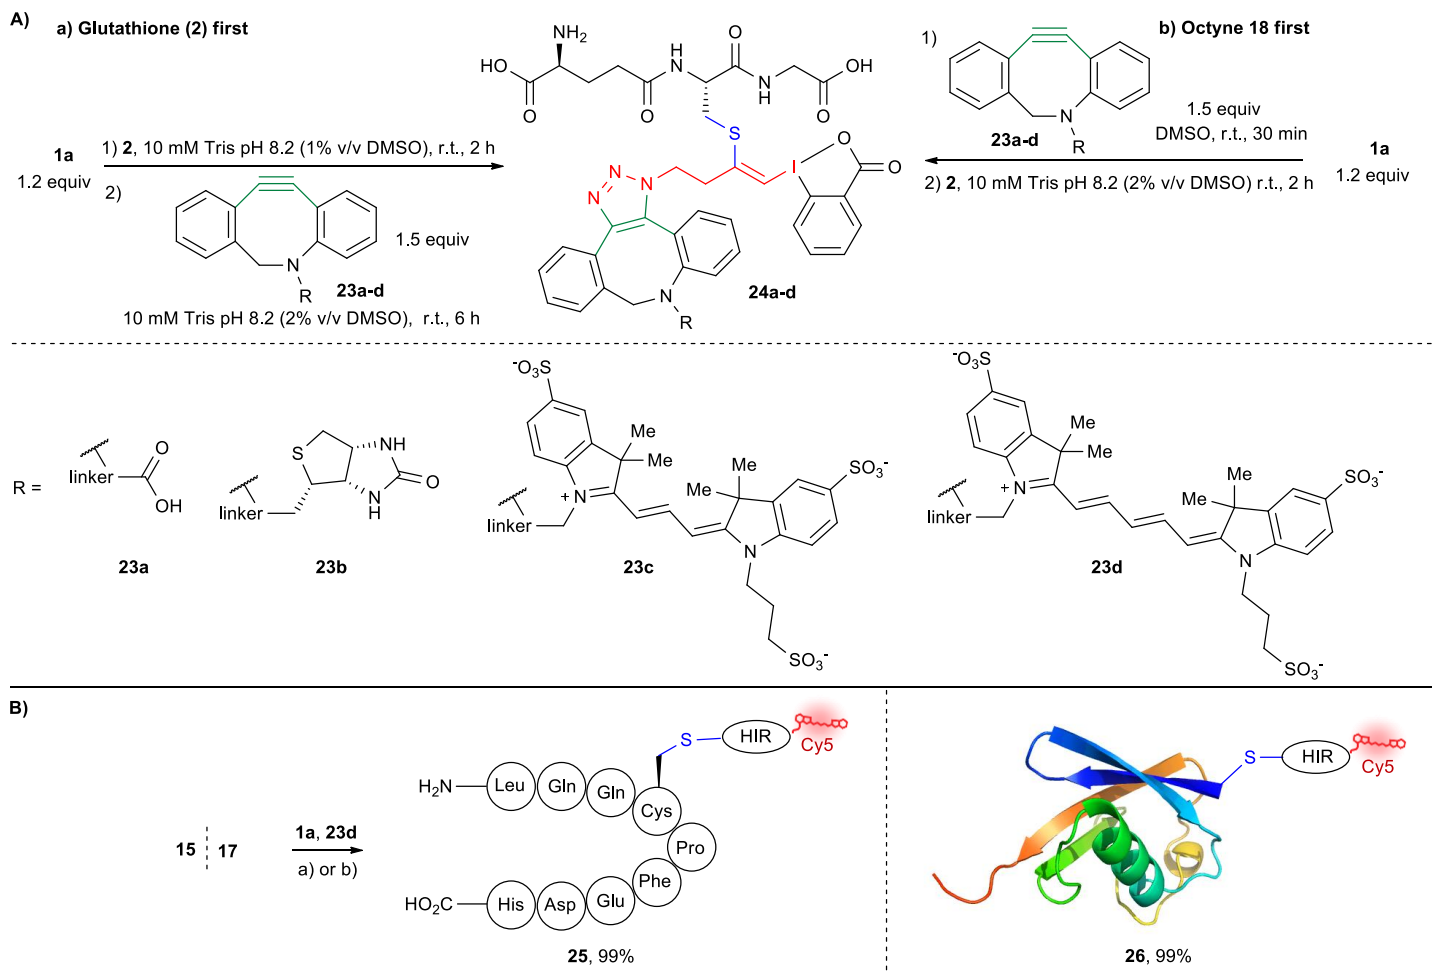 A)
a) Glutathione (2) first
b) Octyne 18 first
NH2
HO
O
O
H
N
O
N
H
O
OH
O
S
I
O
O
N
N
N
N
R
24a-d
1a
1.2 equiv
1) 2, 10 mM Tris pH 8.2 (1% v/v DMSO), r.t., 2 h
2)
N
R
23a-d
1.5 equiv
10 mM Tris pH 8.2 (2% v/v DMSO), r.t., 6 h
1)
N
R
23a-d
1.5 equiv
DMSO, r.t., 30 min
2) 2, 10 mM Tris pH 8.2 (2% v/v DMSO) r.t., 2 h
1a
1.2 equiv
R =
linker
O
OH
23a
linker
S
NH
N
H
O
23b
-O3S
Me
Me
N
+
linker
Me
Me
SO3-
N
SO3-
23c
-O3S
Me
Me
N
+
linker
Me
Me
SO3-
N
SO3-
23d
B)
15 17
1a, 23d
a) or b)
H2N
Leu
Gln
Gln
Cys
Pro
Phe
Glu
Asp
His
HO2C
S
HIR
Cy5
25, 99%
S
HIR
Cy5
26, 99%